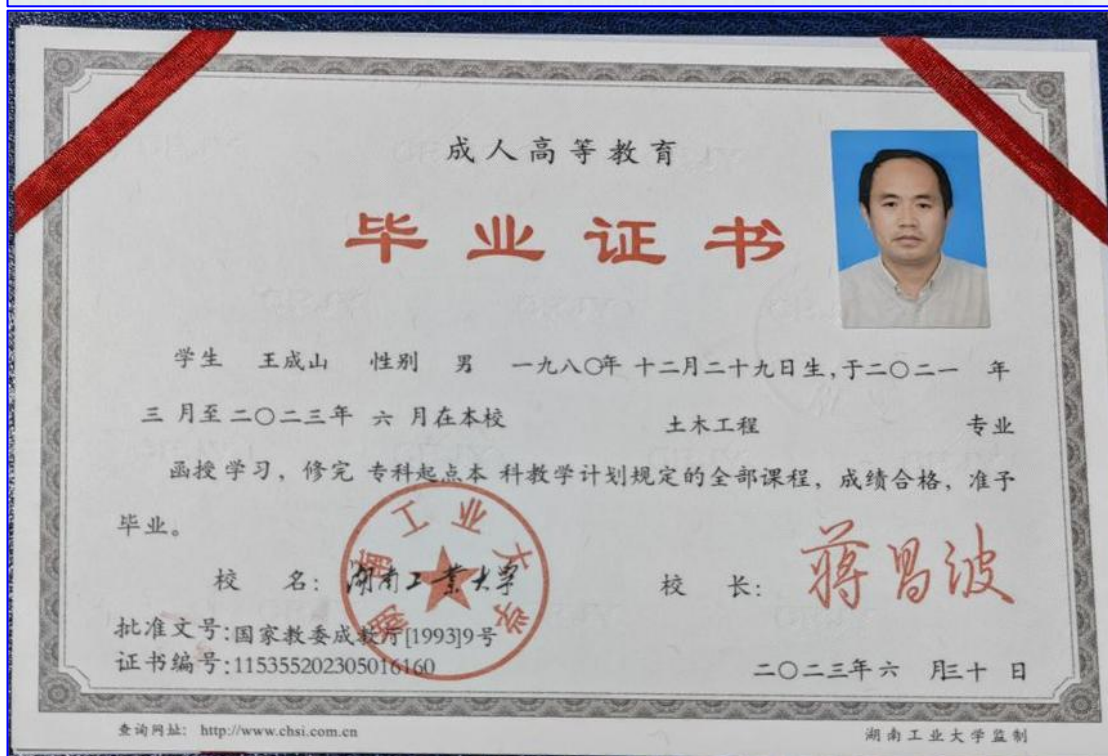 成人高等教育
毕业证书
学生 王成山 性别 男 一九八〇年 十二月二十九日生,于二〇二一 年
三 月至 二〇二三年 六 月在本校 土木工程 专业
函授 学习，修完 专科起点本 科教学计划规定的全部课程，成绩合格，准予
毕业。
校 名：湖南工业大学
湖南工业大学
校 长：蒋昌波
批准文号:国家教委成教厅[1993]9号
证书编号:115355202305016160
二〇二三年 六 月三十 日
查询网址: http://www.chsi.com.cn
湖南工业大学监制